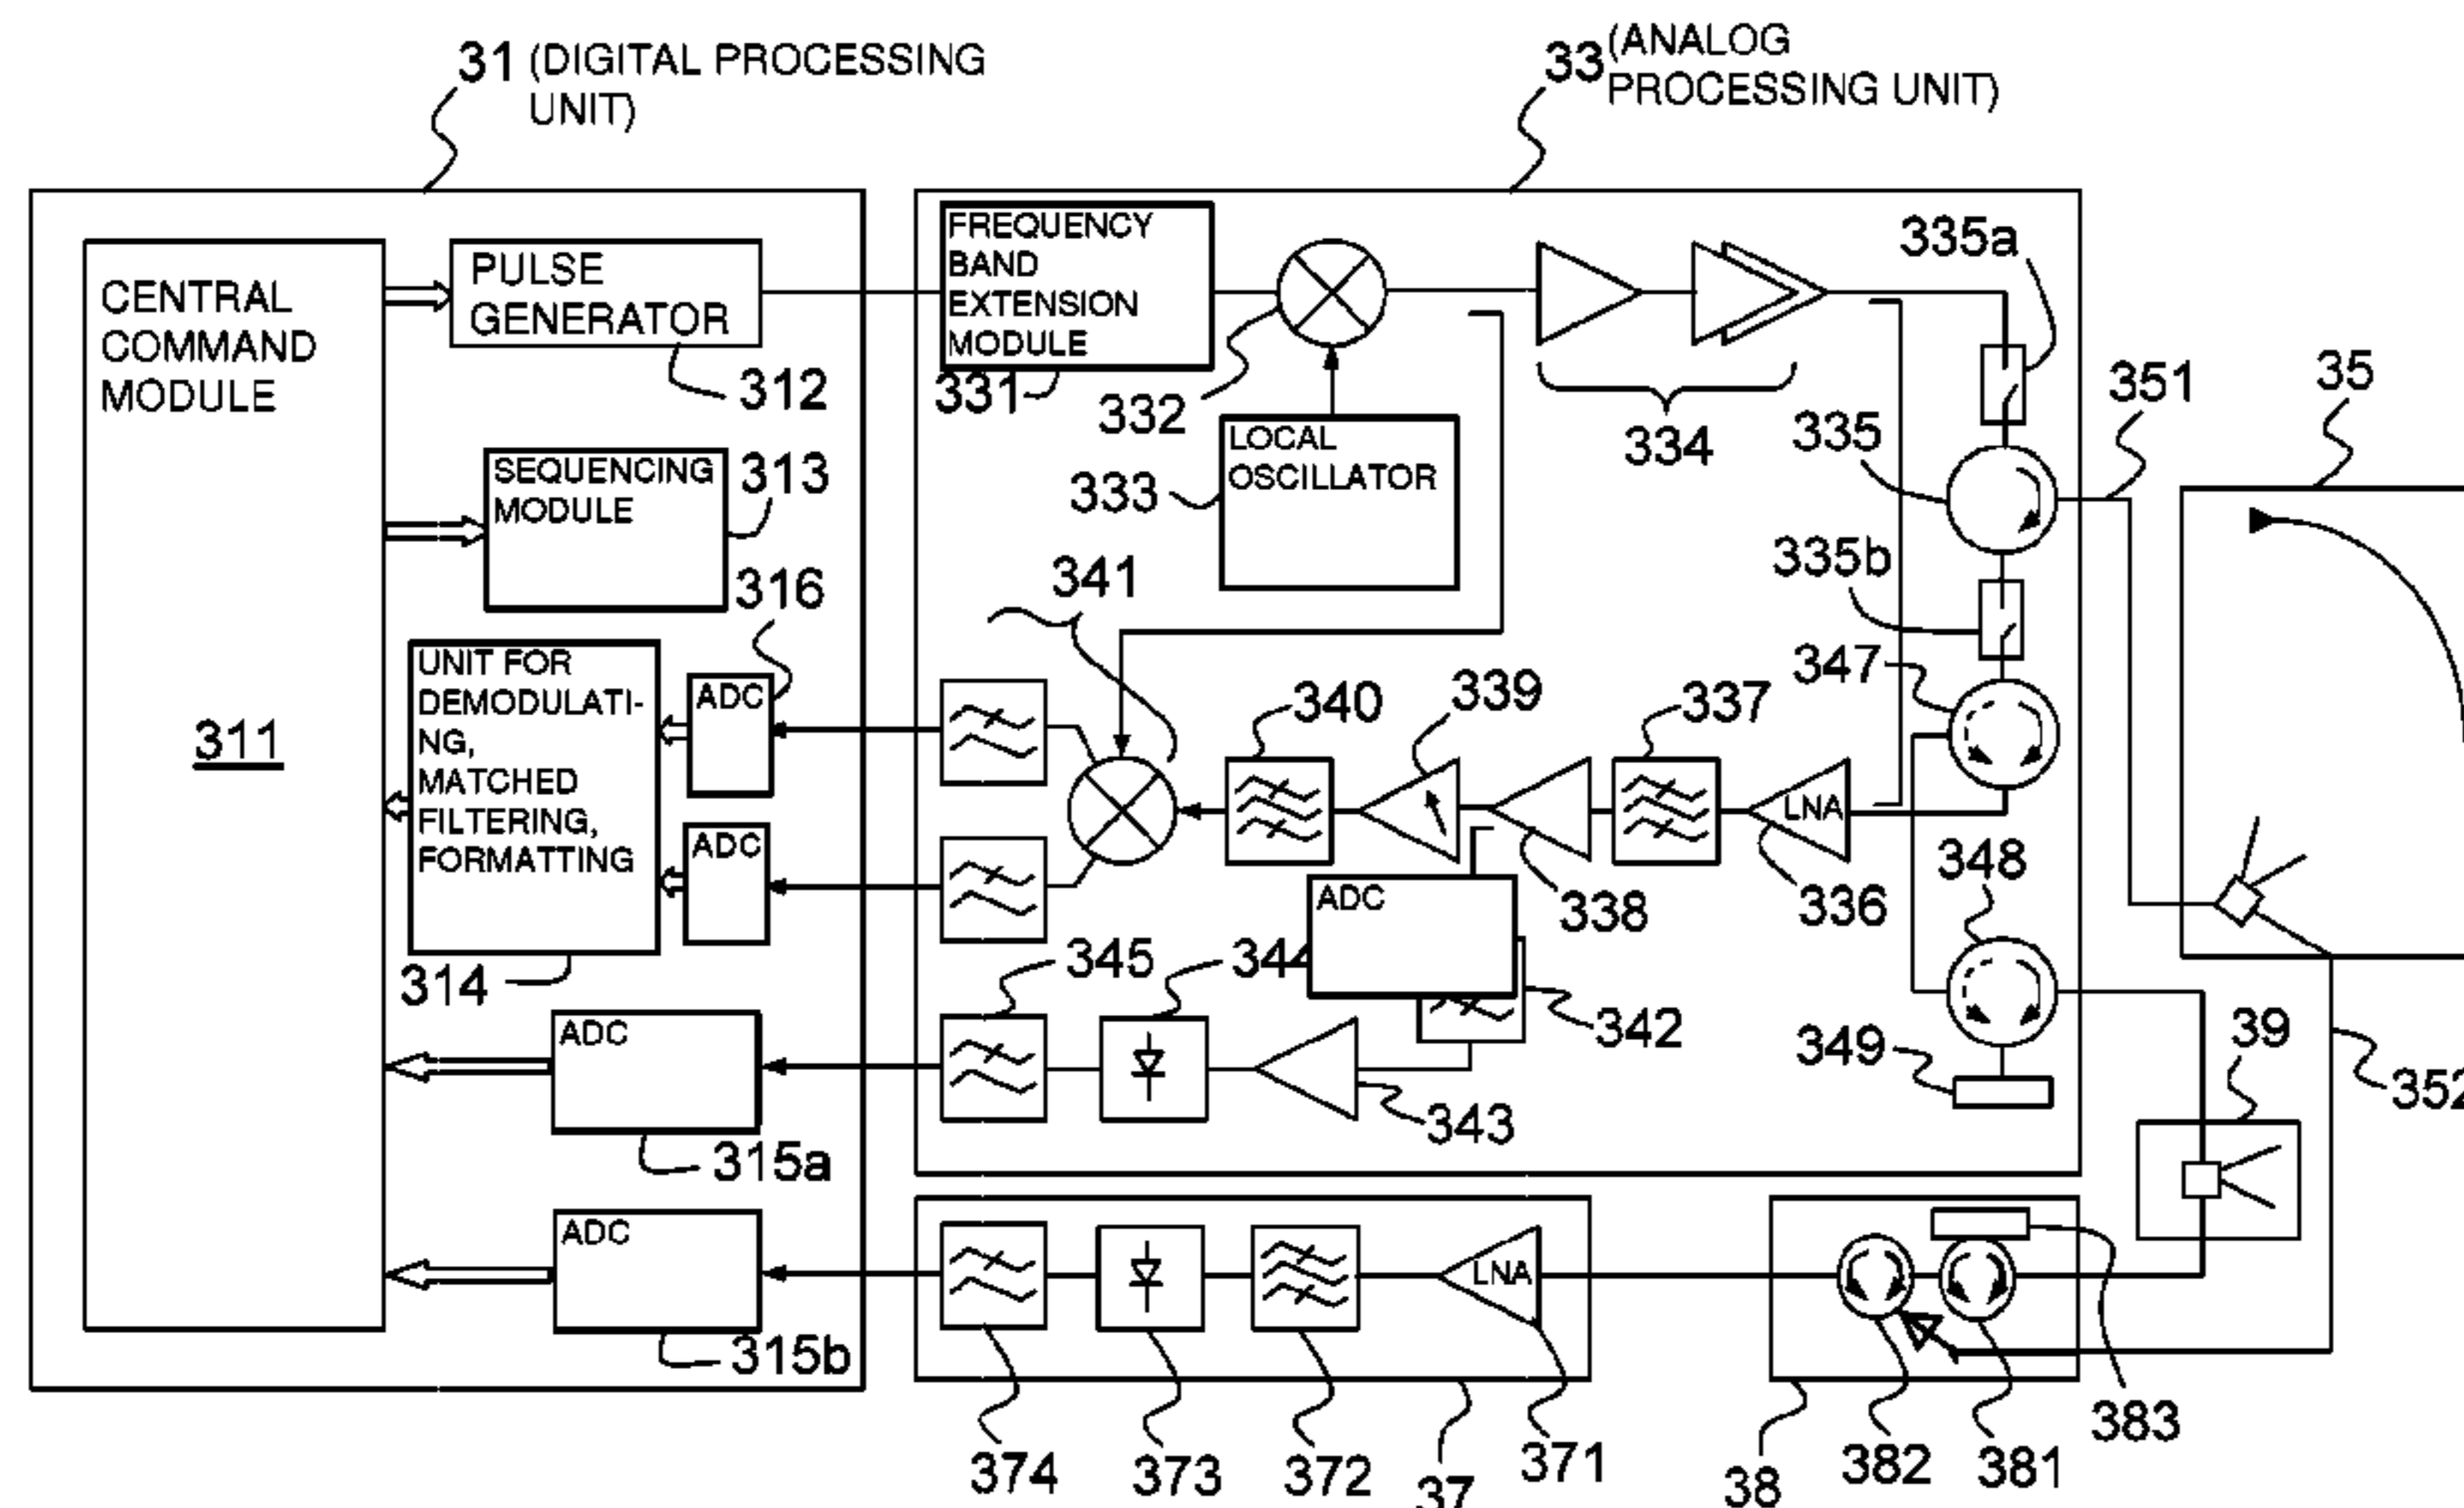 31 (DIGITAL PROCESSING
UNIT)
33 (ANALOG
PROCESSING UNIT)
CENTRAL
COMMAND
MODULE
311
PULSE
GENERATOR
312
SEQUENCING
MODULE
313
316
UNIT FOR
DEMODULATI-
NG,
MATCHED
FILTERING,
FORMATTING
314
ADC
ADC
ADC
315a
ADC
315b
FREQUENCY
BAND
EXTENSION
MODULE
331
332
LOCAL
OSCILLATOR
333
334
335a
335
335b
347
351
35
341
340
339
337
LNA
336
338
348
ADC
345
344
342
343
349
39
352
LNA
374
373
372
37
371
38
382
381
383